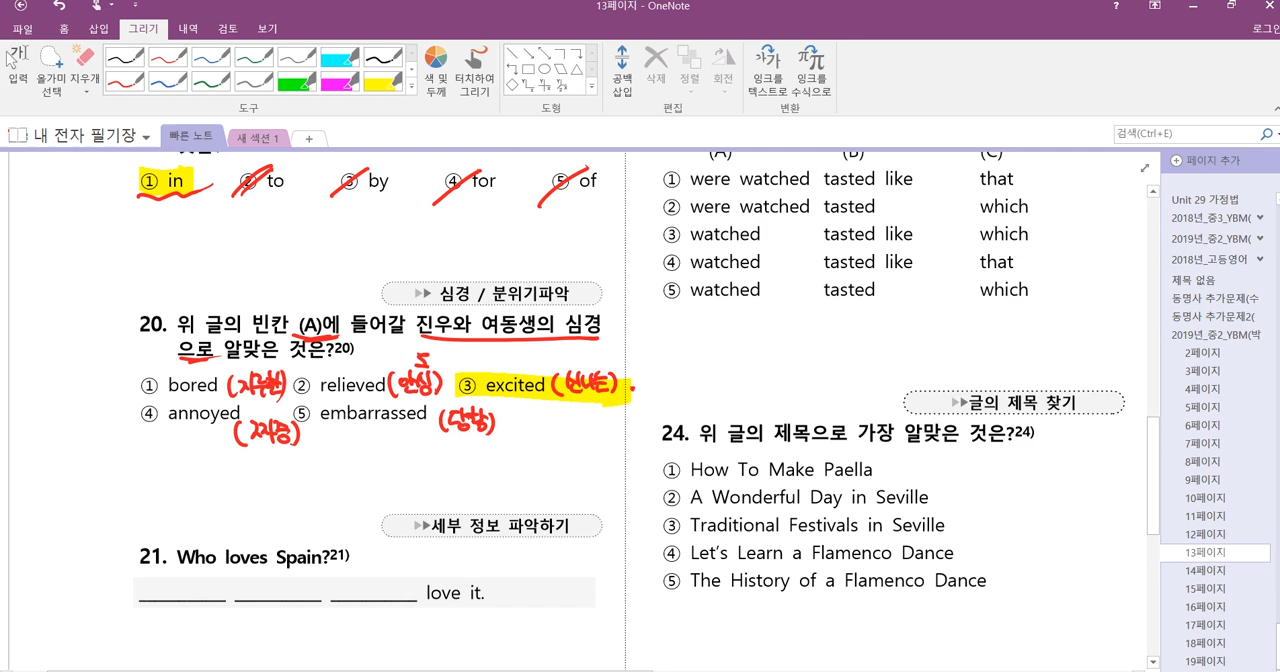 13페이지 - OneNote
파일 홈 삽입 그리기 내역 검토 보기
로그인
입력 올가미 선택 지우개
색 및 두께 터치하여 그리기
공백 삽입 삭제 정렬 회전
잉크를 텍스트로 잉크를 수식으로
도구 도형 편집 변환
내 전자 필기장 빠른 노트 새 섹션 1 +
검색(Ctrl+E)
① in ② to ③ by ④ for ⑤ of
심경 / 분위기파악
20. 위 글의 빈칸 (A)에 들어갈 진우와 여동생의 심경
으로 알맞은 것은?20)
① bored (지루한) ② relieved (안심) ③ excited (신나는)
④ annoyed (짜증) ⑤ embarrassed (당황)
세부 정보 파악하기
21. Who loves Spain?21)
__________ __________ __________ love it.
(A) (B) (C)
① were watched tasted like that
② were watched tasted which
③ watched tasted like which
④ watched tasted like that
⑤ watched tasted which
글의 제목 찾기
24. 위 글의 제목으로 가장 알맞은 것은?24)
① How To Make Paella
② A Wonderful Day in Seville
③ Traditional Festivals in Seville
④ Let's Learn a Flamenco Dance
⑤ The History of a Flamenco Dance
페이지 추가
Unit 29 가정법
2018년_중3_YBM(
2019년_중2_YBM(
2018년_고등영어
제목 없음
동명사 추가문제(수
동명사 추가문제2(
2019년_중2_YBM(박
2페이지
3페이지
4페이지
5페이지
6페이지
7페이지
8페이지
9페이지
10페이지
11페이지
12페이지
13페이지
14페이지
15페이지
16페이지
17페이지
18페이지
19페이지